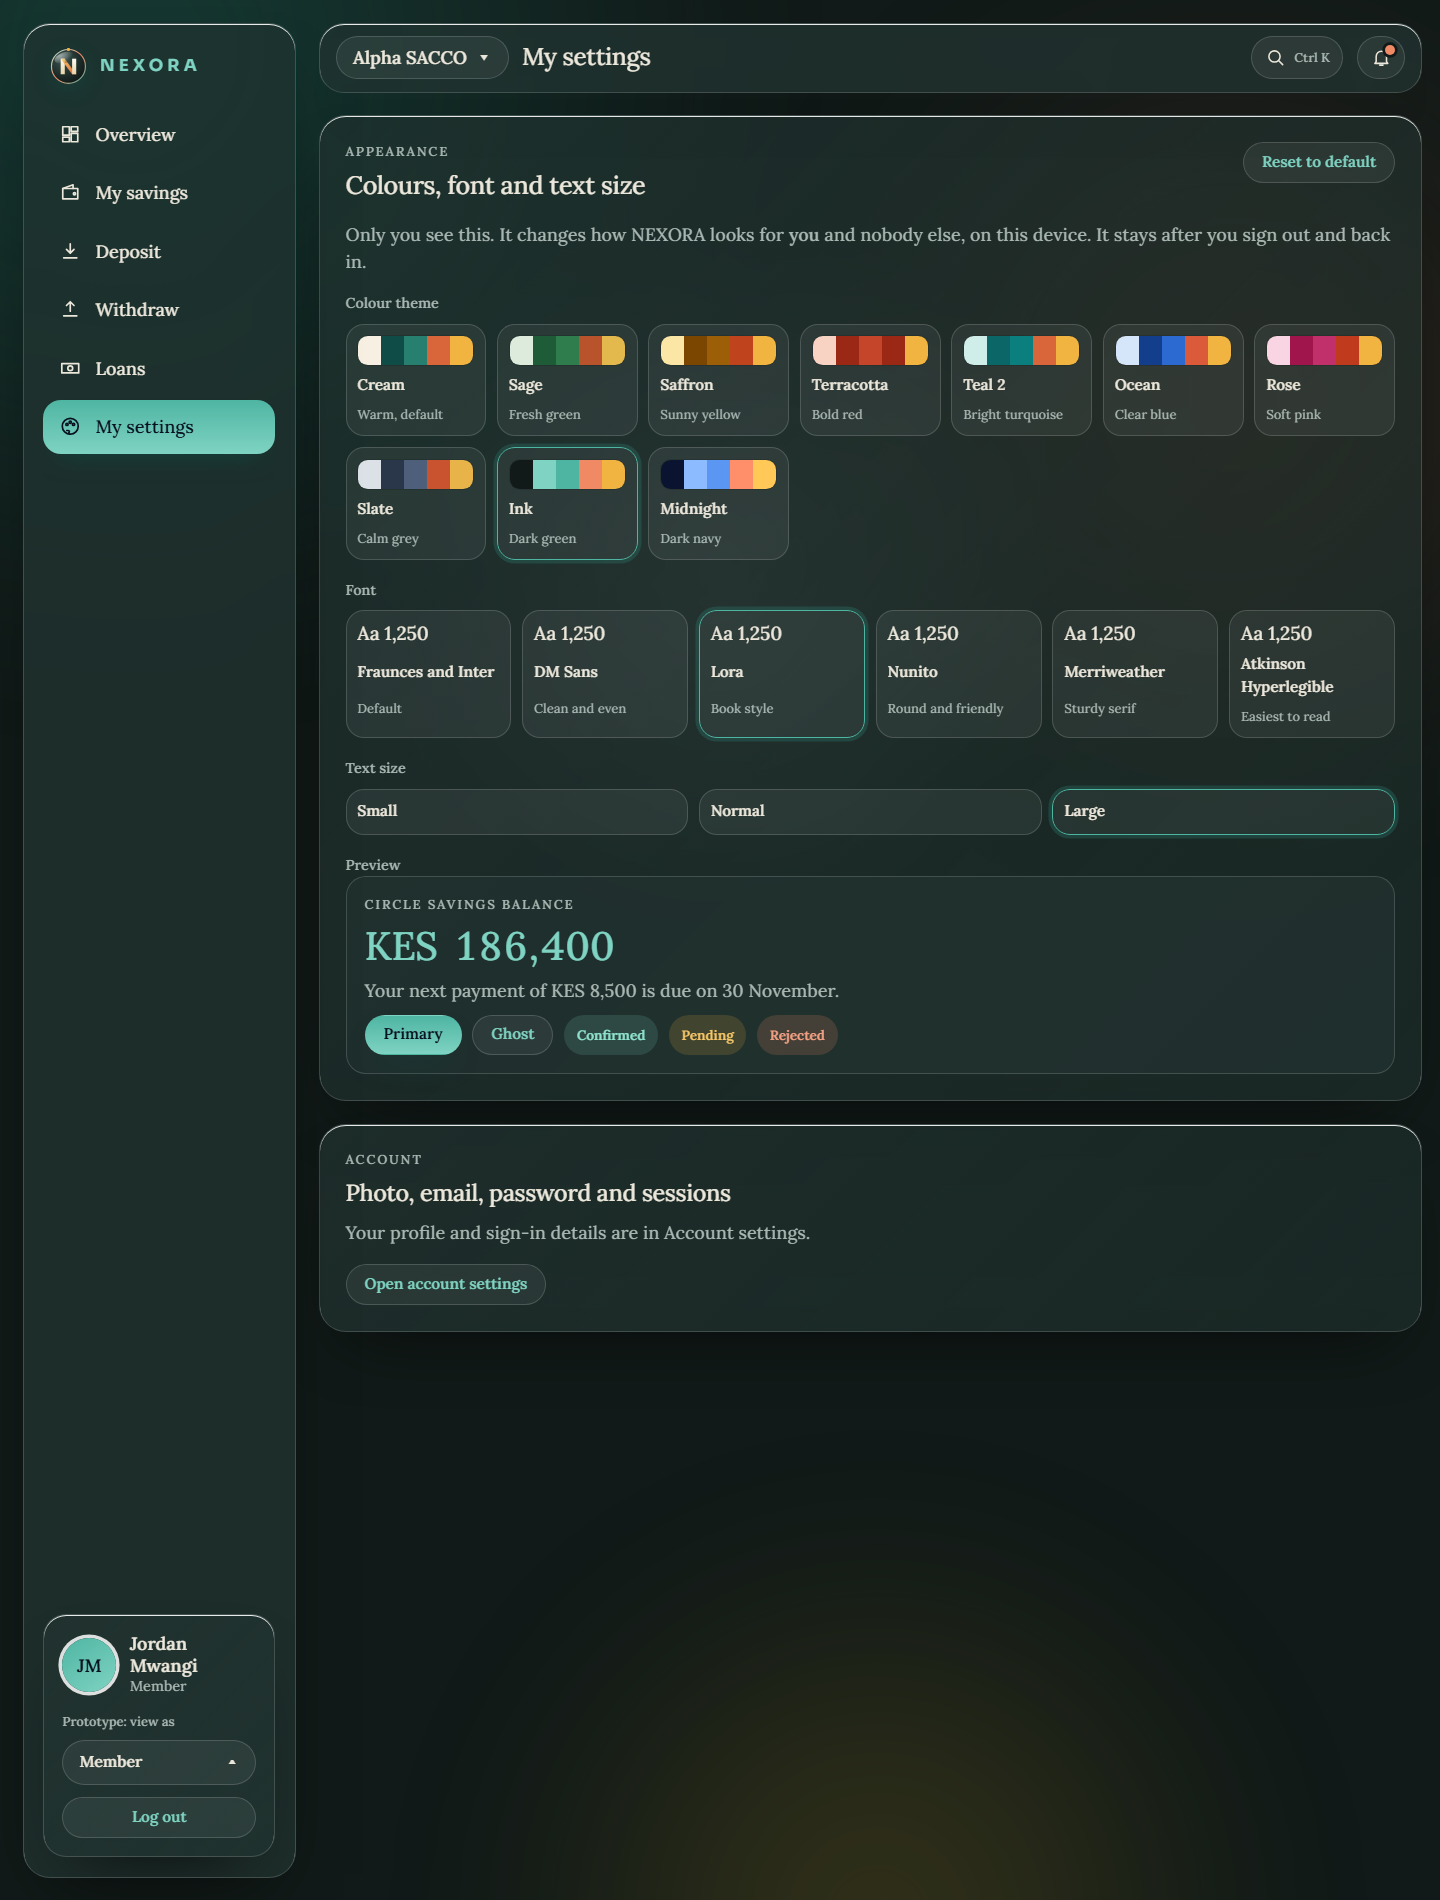 NEXORA
Overview
My savings
Deposit
Withdraw
Loans
My settings
Jordan
Mwangi
Member
JM
Prototype: view as
Member
Log out
Alpha SACCO
My settings
Ctrl K
APPEARANCE
Colours, font and text size
Reset to default
Only you see this. It changes how NEXORA looks for you and nobody else, on this device. It stays after you sign out and back
in.
Colour theme
Cream
Warm, default
Sage
Fresh green
Saffron
Sunny yellow
Terracotta
Bold red
Teal 2
Bright turquoise
Ocean
Clear blue
Rose
Soft pink
Slate
Calm grey
Ink
Dark green
Midnight
Dark navy
Font
Aa 1,250
Fraunces and Inter
Default
Aa 1,250
DM Sans
Clean and even
Aa 1,250
Lora
Book style
Aa 1,250
Nunito
Round and friendly
Aa 1,250
Merriweather
Sturdy serif
Aa 1,250
Atkinson
Hyperlegible
Easiest to read
Text size
Small
Normal
Large
Preview
CIRCLE SAVINGS BALANCE
KES 186,400
Your next payment of KES 8,500 is due on 30 November.
Primary
Ghost
Confirmed
Pending
Rejected
ACCOUNT
Photo, email, password and sessions
Your profile and sign-in details are in Account settings.
Open account settings